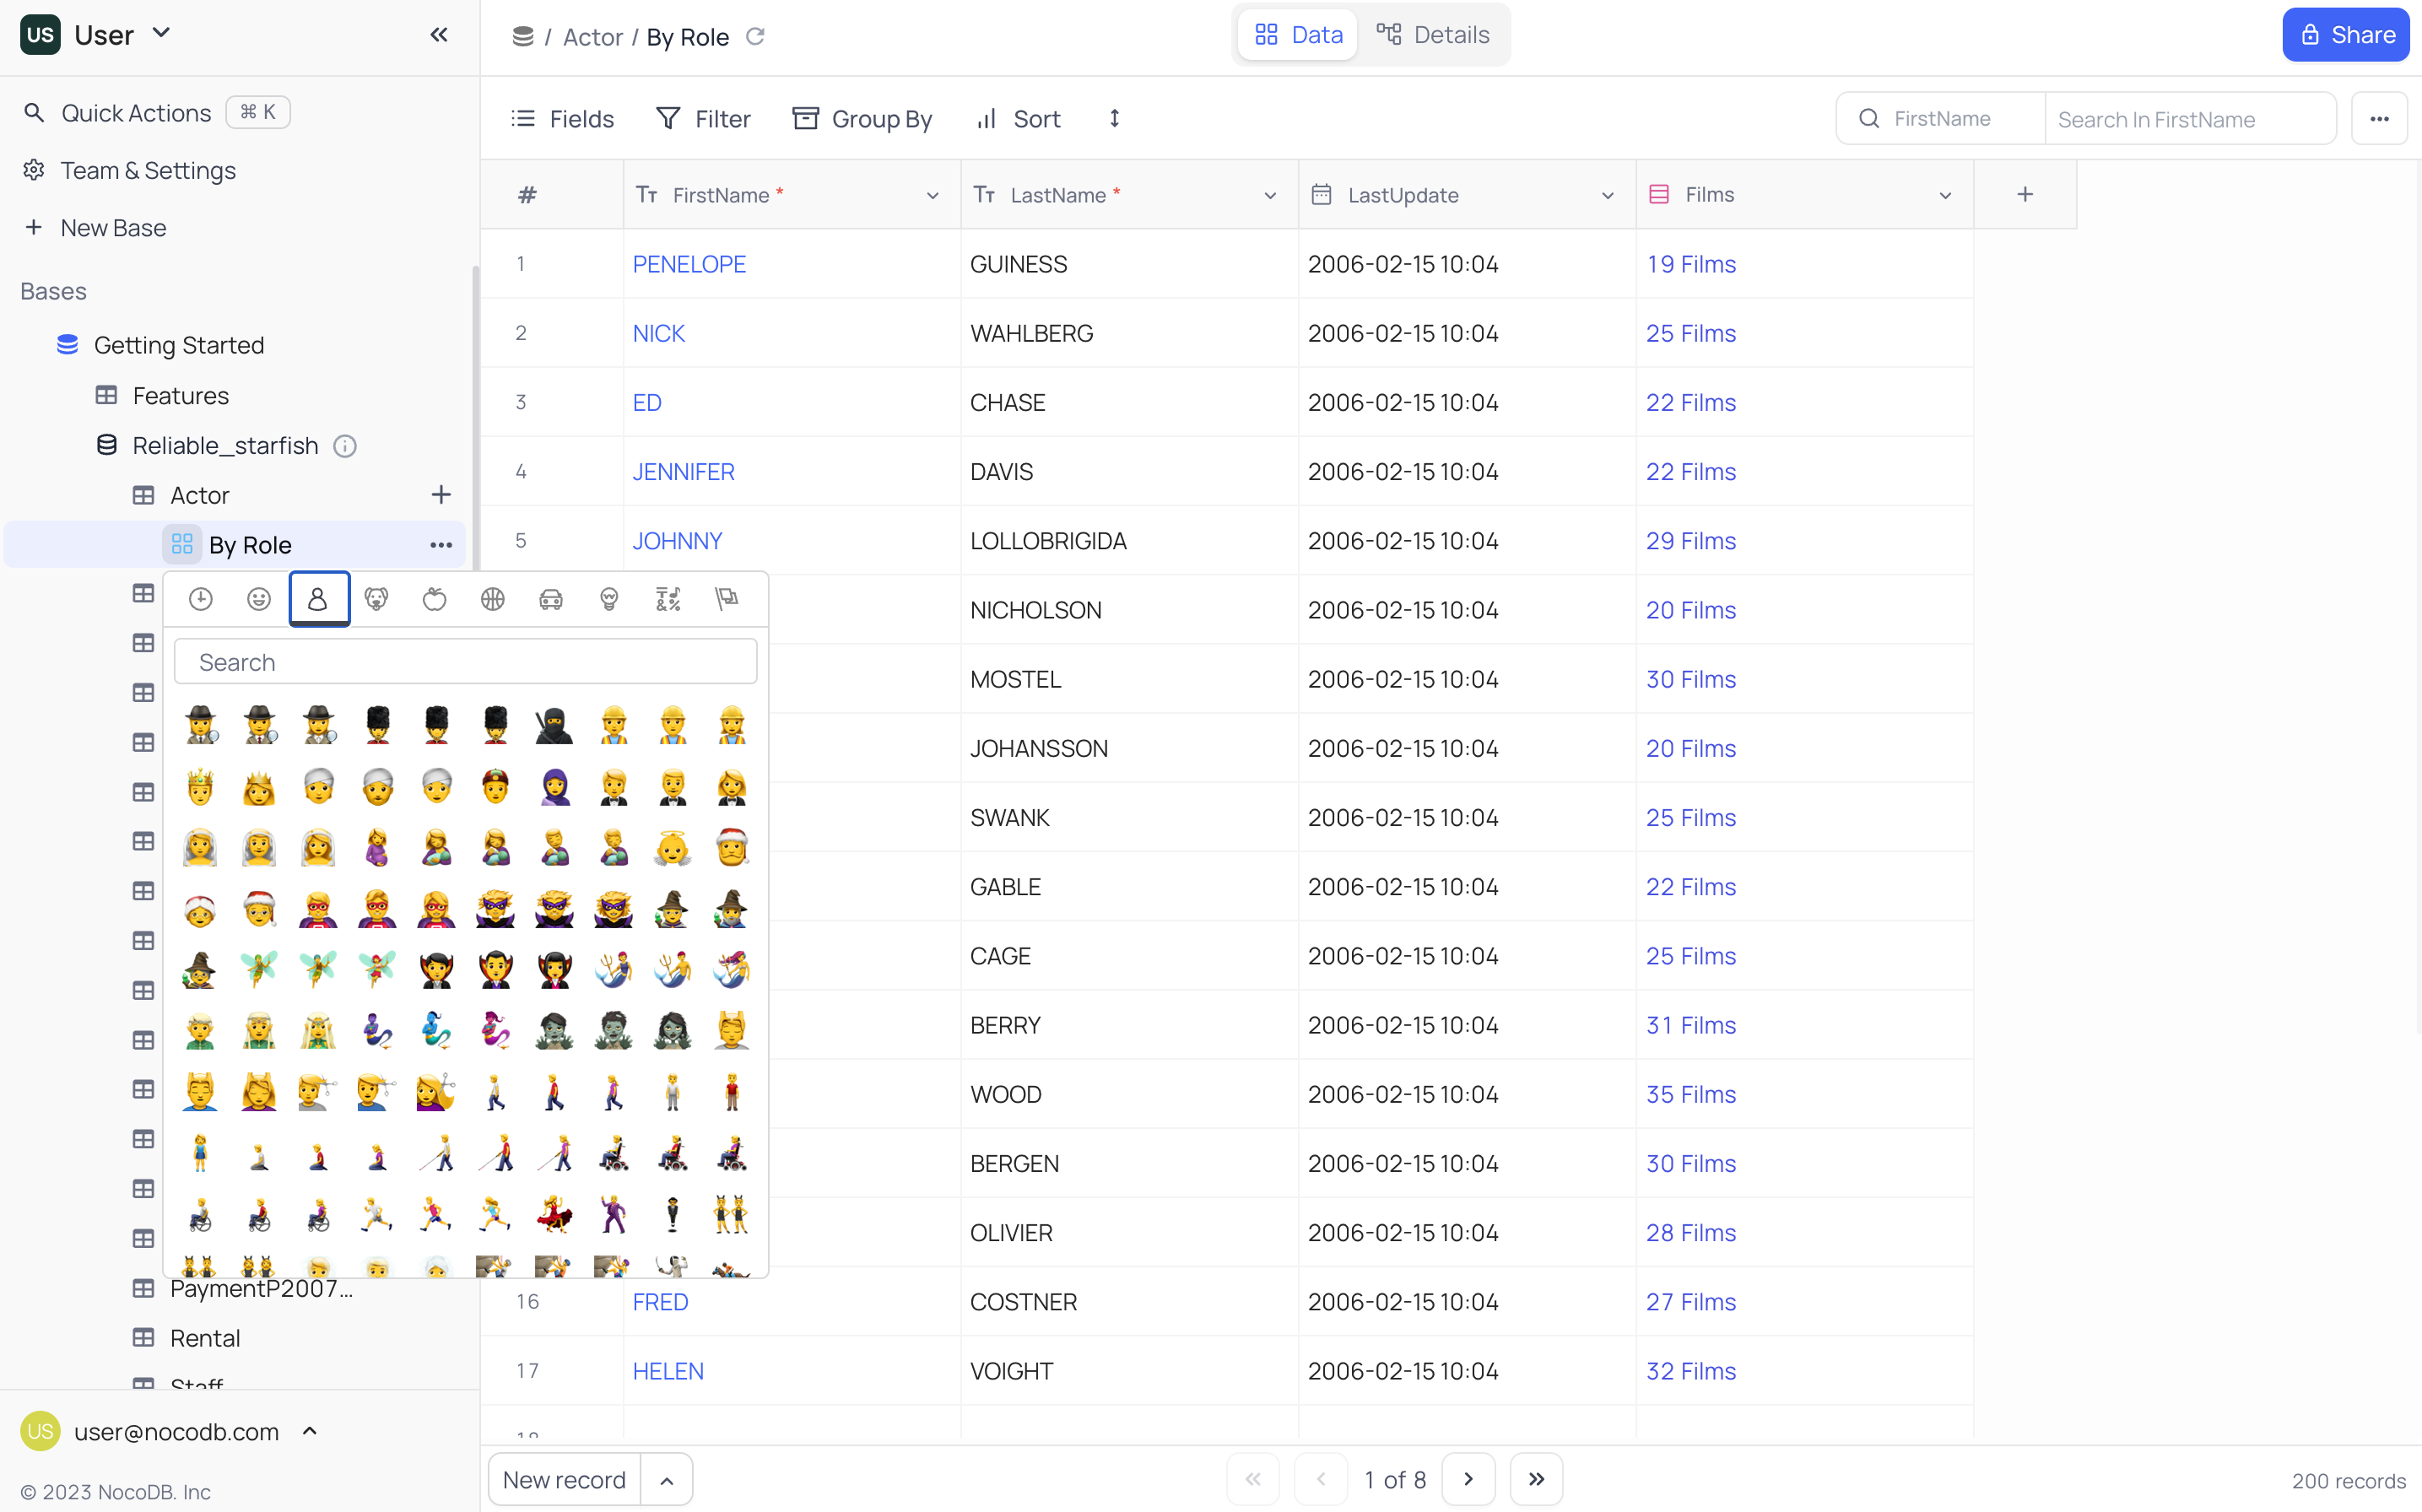 US User
/ Actor / By Role
Data Details
Share
Quick Actions ⌘ K
Team & Settings
New Base
Bases
Getting Started
Features
Reliable_starfish
Actor
By Role
Search
PaymentP2007...
Rental
Staff
US user@nocodb.com
© 2023 NocoDB. Inc
Fields Filter Group By Sort
FirstName Search In FirstName
# FirstName * LastName * LastUpdate Films
1 PENELOPE GUINESS 2006-02-15 10:04 19 Films
2 NICK WAHLBERG 2006-02-15 10:04 25 Films
3 ED CHASE 2006-02-15 10:04 22 Films
4 JENNIFER DAVIS 2006-02-15 10:04 22 Films
5 JOHNNY LOLLOBRIGIDA 2006-02-15 10:04 29 Films
NICHOLSON 2006-02-15 10:04 20 Films
MOSTEL 2006-02-15 10:04 30 Films
JOHANSSON 2006-02-15 10:04 20 Films
SWANK 2006-02-15 10:04 25 Films
GABLE 2006-02-15 10:04 22 Films
CAGE 2006-02-15 10:04 25 Films
BERRY 2006-02-15 10:04 31 Films
WOOD 2006-02-15 10:04 35 Films
BERGEN 2006-02-15 10:04 30 Films
OLIVIER 2006-02-15 10:04 28 Films
16 FRED COSTNER 2006-02-15 10:04 27 Films
17 HELEN VOIGHT 2006-02-15 10:04 32 Films
18
New record
1 of 8
200 records